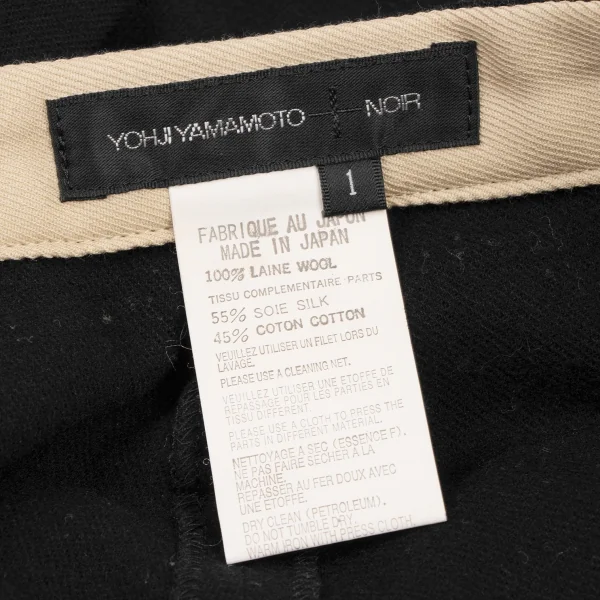 YOHJI YAMAMOTO NOIR
1
FABRIQUE AU JAPON
MADE IN JAPAN
100% LAINE WOOL
TISSU COMPLEMENTAIRE PARTS
55% SOIE SILK
45% COTON COTTON
VEUILLEZ UTILISER UN FILET LORS DU
LAVAGE.
PLEASE USE A CLEANING NET.
VEUILLEZ UTILISER UNE ETOFFE DE
REPASSAGE POUR LES PARTIES EN
TISSU DIFFERENT
PLEASE USE A CLOTH TO PRESS THE
PARTS IN DIFFERENT MATERIAL.
NETTOYAGE A SEC (ESSENCE F).
NE PAS FAIRE SECHER A LA
MACHINE.
REPASSER AU FER DOUX AVEC
UNE ETOFFE.
DRY CLEAN (PETROLEUM).
DO NOT TUMBLE DRY
WARM IRON WITH PRESS CLOTH